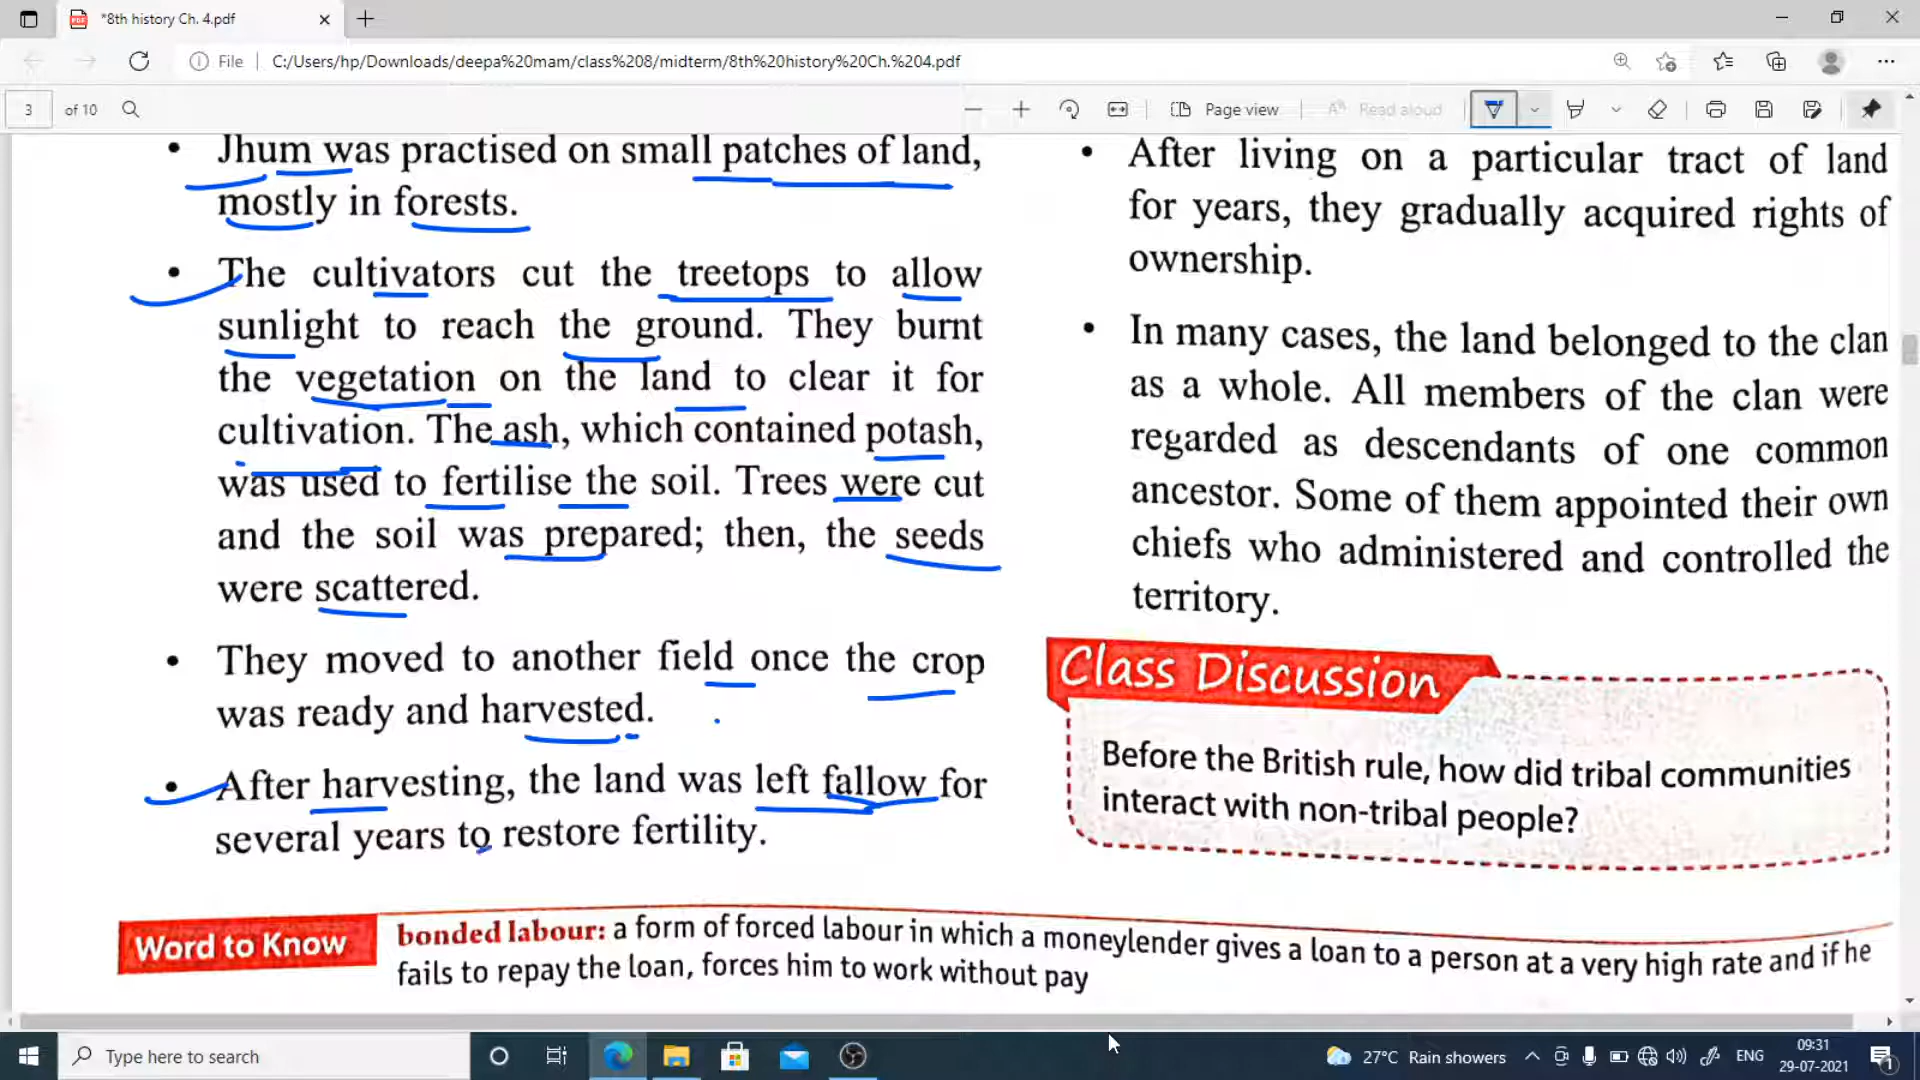 *8th history Ch. 4.pdf
File
C:/Users/hp/Downloads/deepa%20mam/class%208/midterm/8th%20history%20Ch.%204.pdf
3 of 10
Page view
Read aloud
• Jhum was practised on small patches of land,
mostly in forests.
• The cultivators cut the treetops to allow
sunlight to reach the ground. They burnt
the vegetation on the land to clear it for
cultivation. The ash, which contained potash,
was used to fertilise the soil. Trees were cut
and the soil was prepared; then, the seeds
were scattered.
• They moved to another field once the crop
was ready and harvested.
• After harvesting, the land was left fallow for
several years to restore fertility.
• After living on a particular tract of land
for years, they gradually acquired rights of
ownership.
• In many cases, the land belonged to the clan
as a whole. All members of the clan were
regarded as descendants of one common
ancestor. Some of them appointed their own
chiefs who administered and controlled the
territory.
Class Discussion
Before the British rule, how did tribal communities
interact with non-tribal people?
Word to Know
bonded labour: a form of forced labour in which a moneylender gives a loan to a person at a very high rate and if he
fails to repay the loan, forces him to work without pay
Type here to search
27°C Rain showers
ENG
09:31
29-07-2021
1